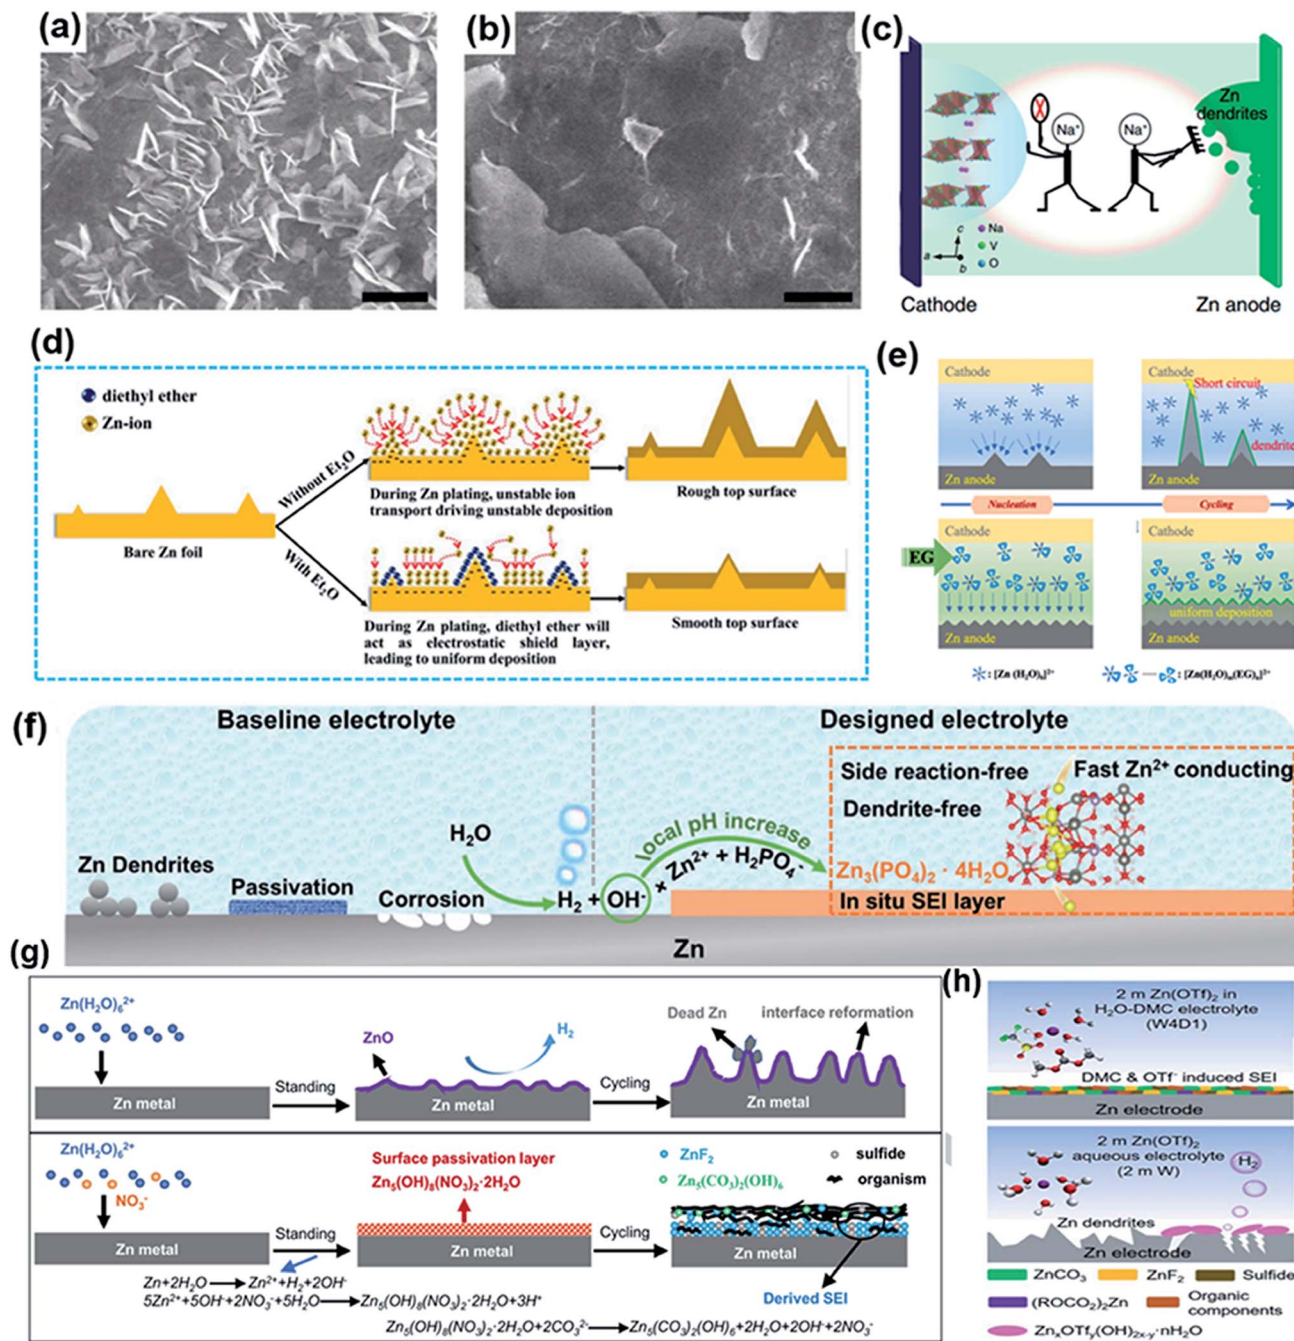 (a)
(b)
(c)
Zn
dendrites
Na⁺
Na⁺
Na
V
O
c
a
b
Cathode
Zn anode
(d)
diethyl ether
Zn-ion
Without Et₂O
With Et₂O
Bare Zn foil
During Zn plating, unstable ion
transport driving unstable deposition
Rough top surface
During Zn plating, diethyl ether will
act as electrostatic shield layer,
leading to uniform deposition
Smooth top surface
(e)
Cathode
Zn anode
Cathode
Short circuit
dendrite
Zn anode
Nucleation
Cycling
EG
Cathode
Zn anode
Cathode
uniform deposition
Zn anode
: [Zn (H₂O)ₙ]²⁺
: [Zn(H₂O)ₘ(EG)ₙ]²⁺
(f)
Baseline electrolyte
Designed electrolyte
Side reaction-free
Fast Zn²⁺ conducting
Dendrite-free
H₂O
local pH increase
Zn Dendrites
Passivation
Corrosion
H₂ + OH⁻
+ Zn²⁺ + H₂PO₄⁻
Zn₃(PO₄)₂ · 4H₂O
In situ SEI layer
Zn
(g)
Zn(H₂O)₆²⁺
Zn metal
Standing
ZnO
H₂
Zn metal
Cycling
Dead Zn
interface reformation
Zn metal
Zn(H₂O)₆²⁺
NO₃⁻
Zn metal
Standing
Surface passivation layer
Zn₅(OH)₈(NO₃)₂·2H₂O
Zn metal
Cycling
ZnF₂
sulfide
Zn₅(CO₃)₂(OH)₆
organism
Zn metal
Derived SEI
Zn+2H₂O→Zn²⁺+H₂+2OH⁻
5Zn²⁺+5OH⁻+2NO₃⁻+5H₂O→Zn₅(OH)₈(NO₃)₂·2H₂O+3H⁺
Zn₅(OH)₈(NO₃)₂·2H₂O+2CO₃²⁻→Zn₅(CO₃)₂(OH)₆+2H₂O+2OH⁻+2NO₃⁻
(h)
2 m Zn(OTf)₂ in
H₂O-DMC electrolyte
(W4D1)
DMC & OTf⁻ induced SEI
Zn electrode
2 m Zn(OTf)₂
aqueous electrolyte
(2 m W)
H₂
Zn dendrites
Zn electrode
ZnCO₃
ZnF₂
Sulfide
(ROCO₂)₂Zn
Organic
components
ZnₓOTfᵧ(OH)₂ₓ₋ᵧ·nH₂O